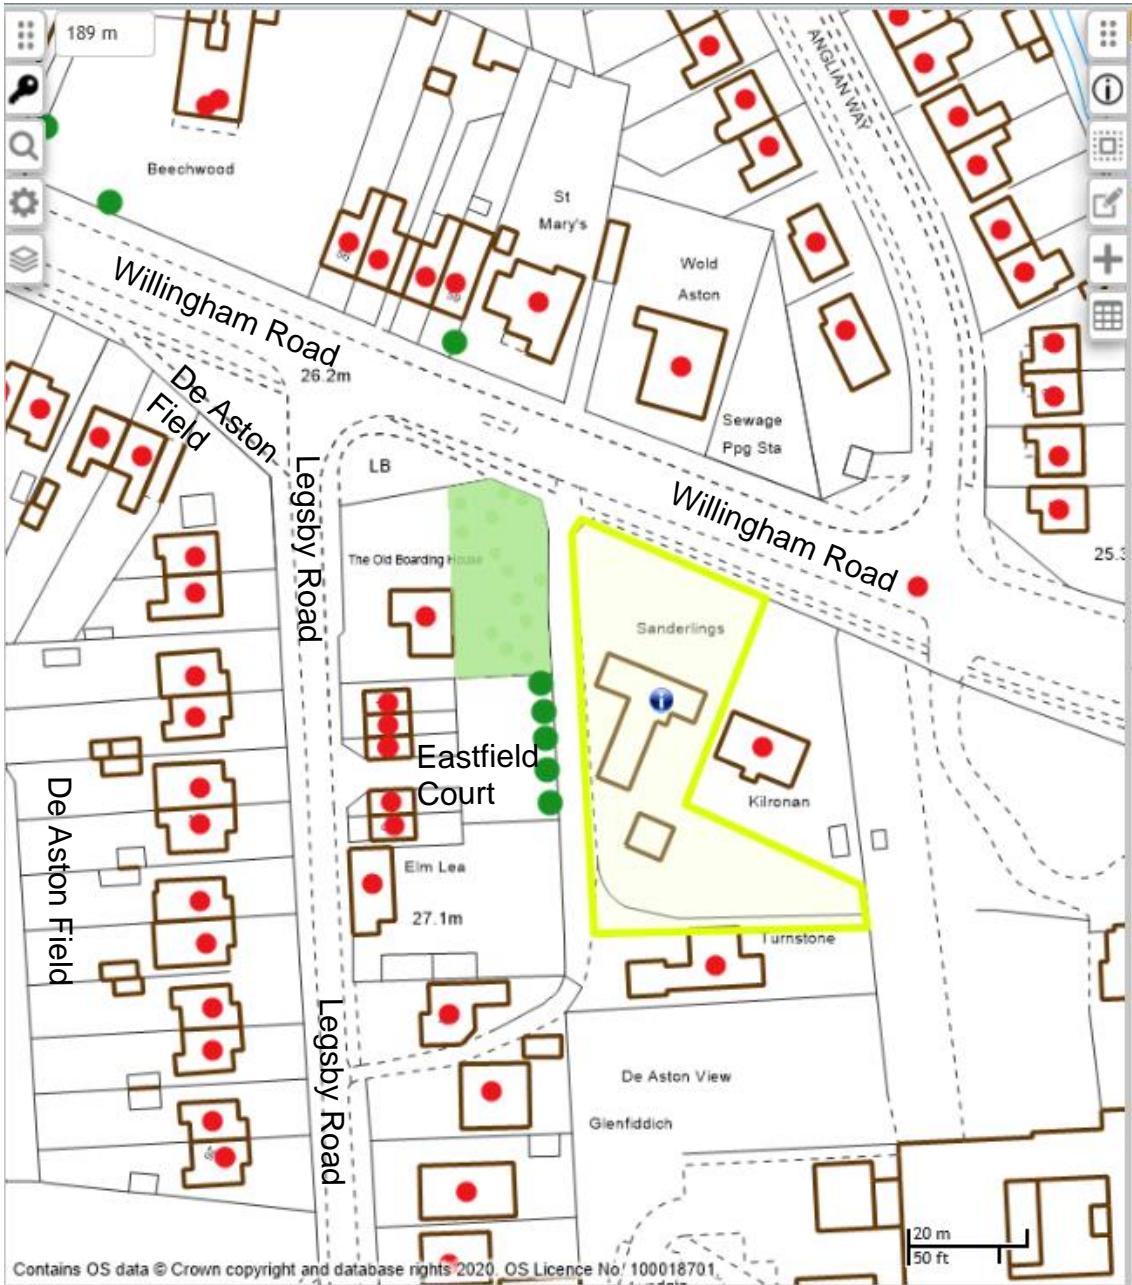 189 m
ANGLIAN WAY
Beechwood
St
Mary's
Wold
Aston
Willingham Road
26.2m
De Aston
Field
Sewage
Ppg Sta
LB
Legsby Road
Willingham Road
25.3
The Old Boarding House
Sanderlings
Eastfield
Court
Kilronan
De Aston Field
Elm Lea
27.1m
Turnstone
Legsby Road
De Aston View
Glenfiddich
20 m
50 ft
Contains OS data © Crown copyright and database rights 2020. OS Licence No. 100018701